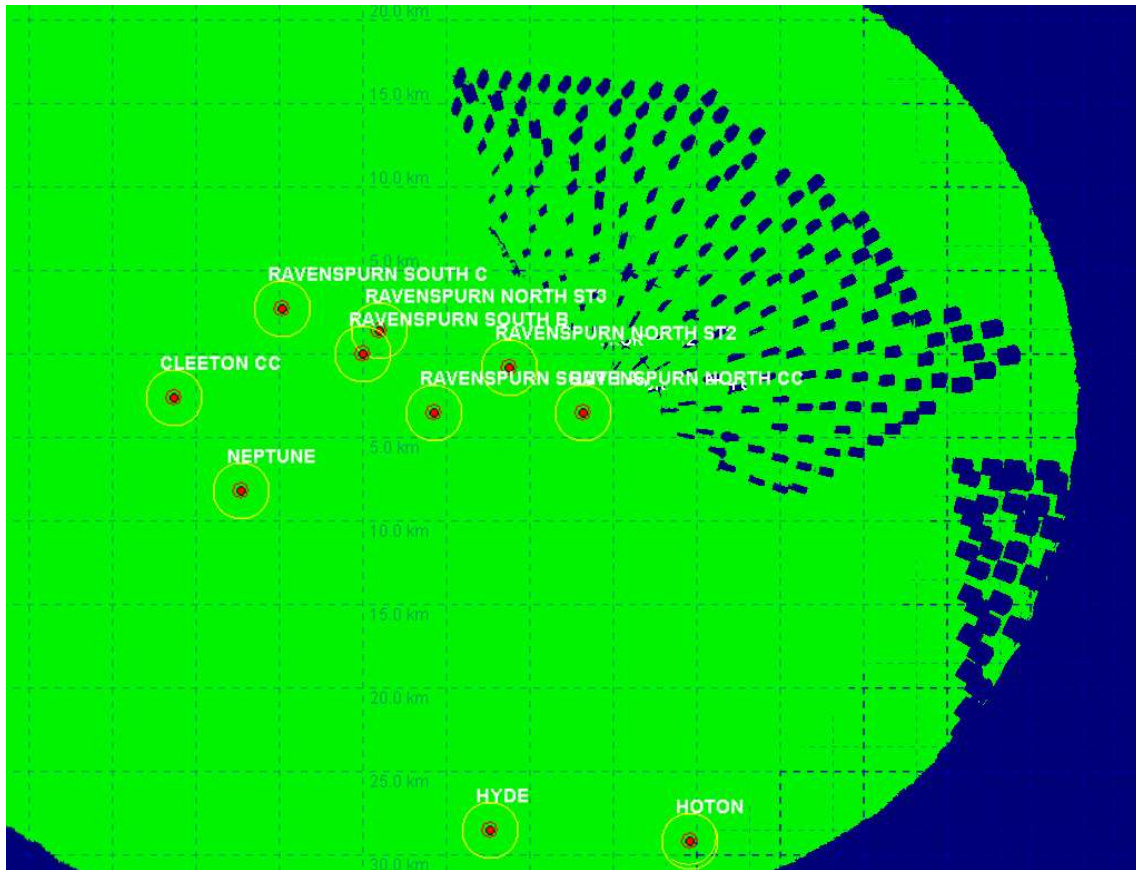 20.0 km
15.0 km
10.0 km
5.0 km
RAVENSPURN SOUTH C
RAVENSPURN NORTH ST3
RAVENSPURN SOUTH B
RAVENSPURN NORTH ST2
CLEETON CC
RAVENSPURN NORTH CC
5.0 km
NEPTUNE
10.0 km
15.0 km
20.0 km
25.0 km
HYDE
HOTON
30.0 km